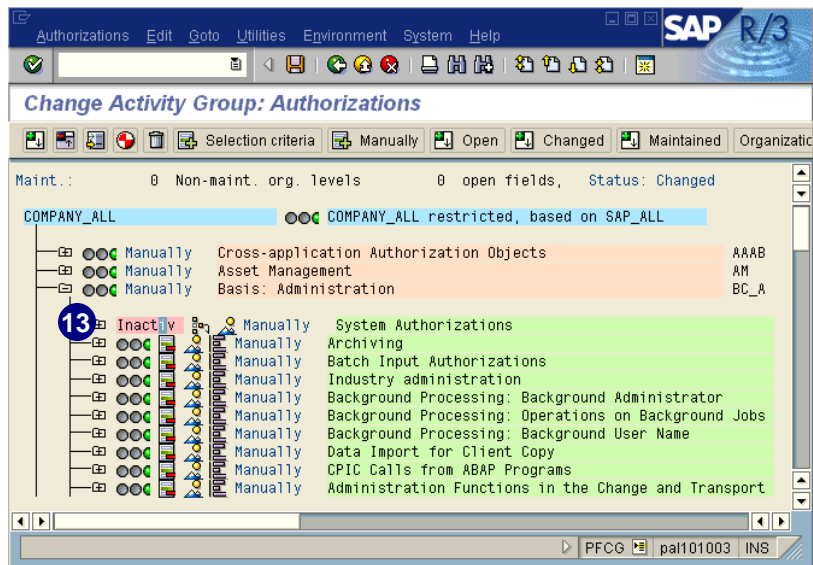 SAP R/3
Authorizations Edit Goto Utilities Environment System Help
Change Activity Group: Authorizations
Selection criteria Manually Open Changed Maintained Organizatio
Maint.: 0 Non-maint. org. levels 0 open fields, Status: Changed
COMPANY_ALL COMPANY_ALL restricted, based on SAP_ALL
Manually Cross-application Authorization Objects AAAB
Manually Asset Management AM
Manually Basis: Administration BC_A
13 Inactiv Manually System Authorizations
Manually Archiving
Manually Batch Input Authorizations
Manually Industry administration
Manually Background Processing: Background Administrator
Manually Background Processing: Operations on Background Jobs
Manually Background Processing: Background User Name
Manually Data Import for Client Copy
Manually CPIC Calls from ABAP Programs
Manually Administration Functions in the Change and Transport
PFCG pal101003 INS